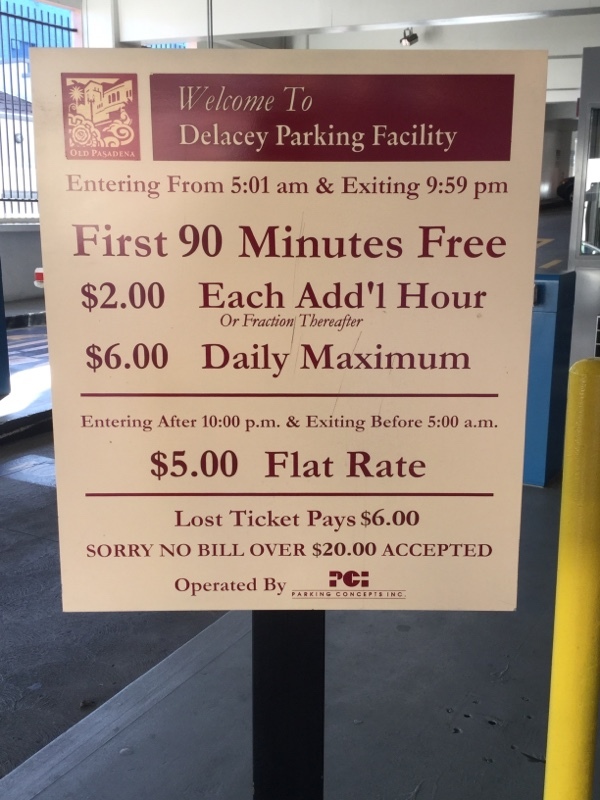 OLD PASADENA
Welcome To
Delacey Parking Facility
Entering From 5:01 am & Exiting 9:59 pm
First 90 Minutes Free
$2.00 Each Add'l Hour
Or Fraction Thereafter
$6.00 Daily Maximum
Entering After 10:00 p.m. & Exiting Before 5:00 a.m.
$5.00 Flat Rate
Lost Ticket Pays $6.00
SORRY NO BILL OVER $20.00 ACCEPTED
Operated By PCI
PARKING CONCEPTS INC.